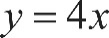 y = 4x